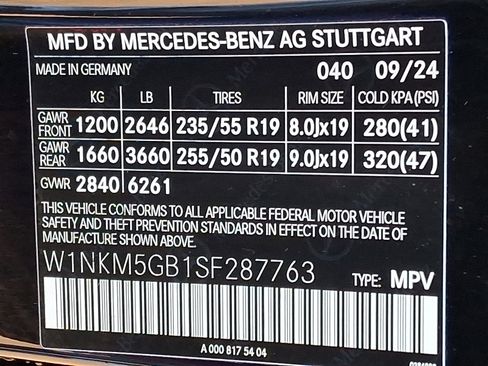 MFD BY MERCEDES-BENZ AG STUTTGART
MADE IN GERMANY 040 09/24
KG LB TIRES RIM SIZE COLD KPA (PSI)
GAWR FRONT 1200 2646 235/55 R19 8.0Jx19 280(41)
GAWR REAR 1660 3660 255/50 R19 9.0Jx19 320(47)
GVWR 2840 6261
THIS VEHICLE CONFORMS TO ALL APPLICABLE FEDERAL MOTOR VEHICLE
SAFETY AND THEFT PREVENTION STANDARDS IN EFFECT ON THE DATE
OF MANUFACTURE SHOWN ABOVE.
W1NKM5GB1SF287763 TYPE: MPV
A 000 817 54 04